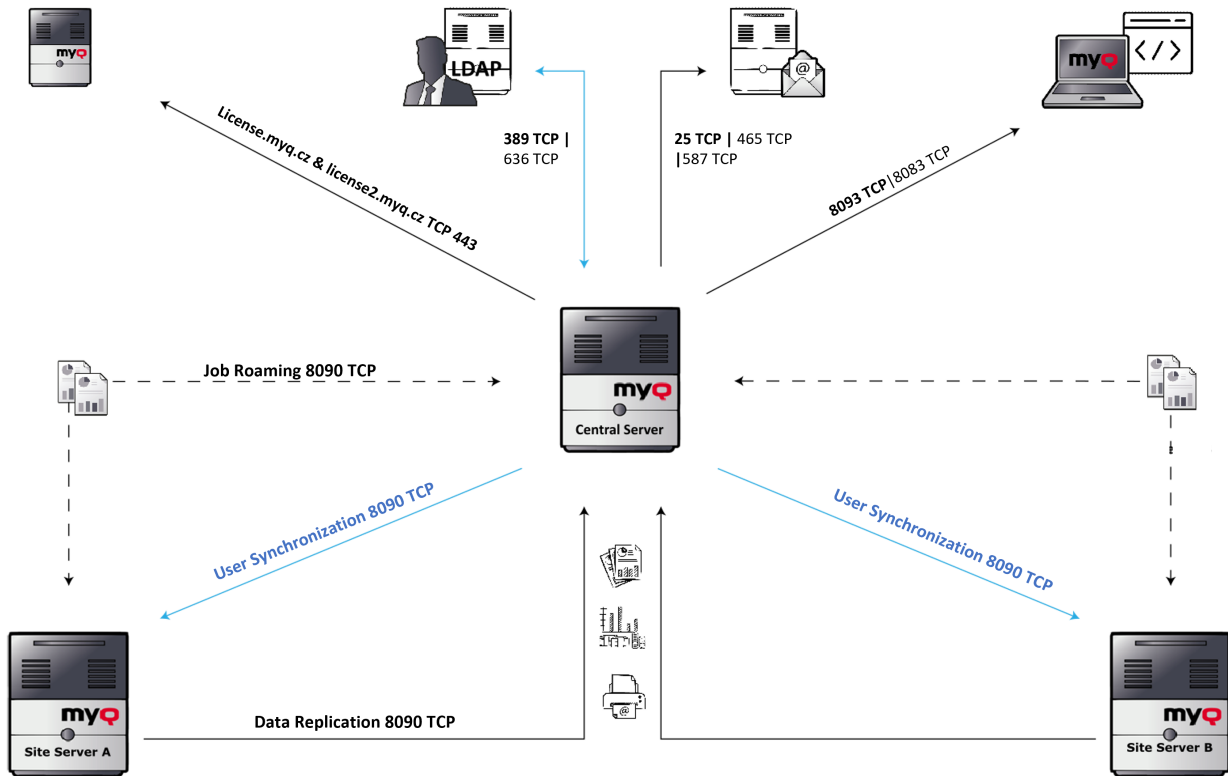 myQ
LDAP
@
</>
myQ
389 TCP |
636 TCP
25 TCP | 465 TCP
|587 TCP
8093 TCP|8083 TCP
License.myq.cz & license2.myq.cz TCP 443
Job Roaming 8090 TCP
myQ
Central Server
User Synchronization 8090 TCP
User Synchronization 8090 TCP
@
myQ
Site Server A
Data Replication 8090 TCP
myQ
Site Server B